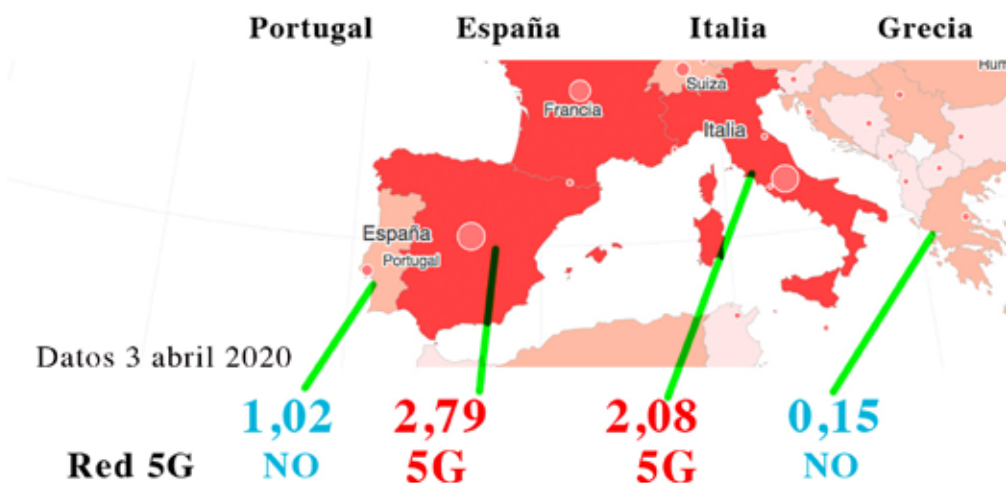 Portugal España Italia Grecia
Suiza
Francia
Italia
España
Portugal
Datos 3 abril 2020
1,02 2,79 2,08 0,15
Red 5G NO 5G 5G NO